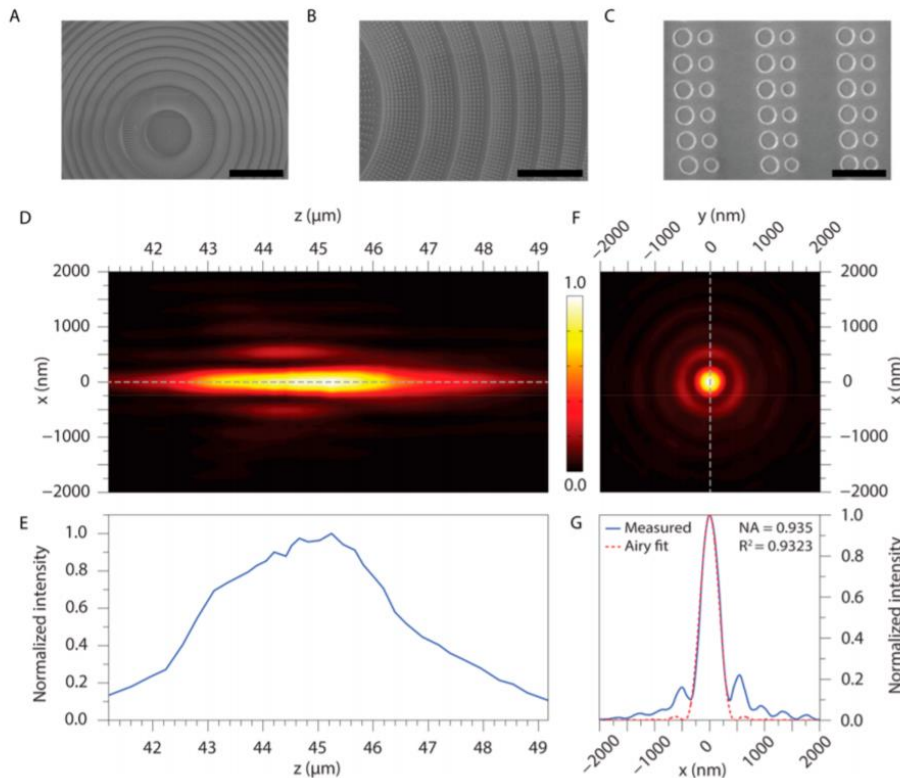 A
B
C
D
z (μm)
42 43 44 45 46 47 48 49
2000
1000
0
−1000
−2000
x (nm)
1.0
0.0
F
y (nm)
−2000 −1000 0 1000 2000
2000
1000
0
−1000
−2000
x (nm)
E
1.0
0.8
0.6
0.4
0.2
0.0
Normalized intensity
42 43 44 45 46 47 48 49
z (μm)
G
Measured NA = 0.935
Airy fit R² = 0.9323
1.0
0.8
0.6
0.4
0.2
0.0
Normalized intensity
−2000 −1000 0 1000 2000
x (nm)